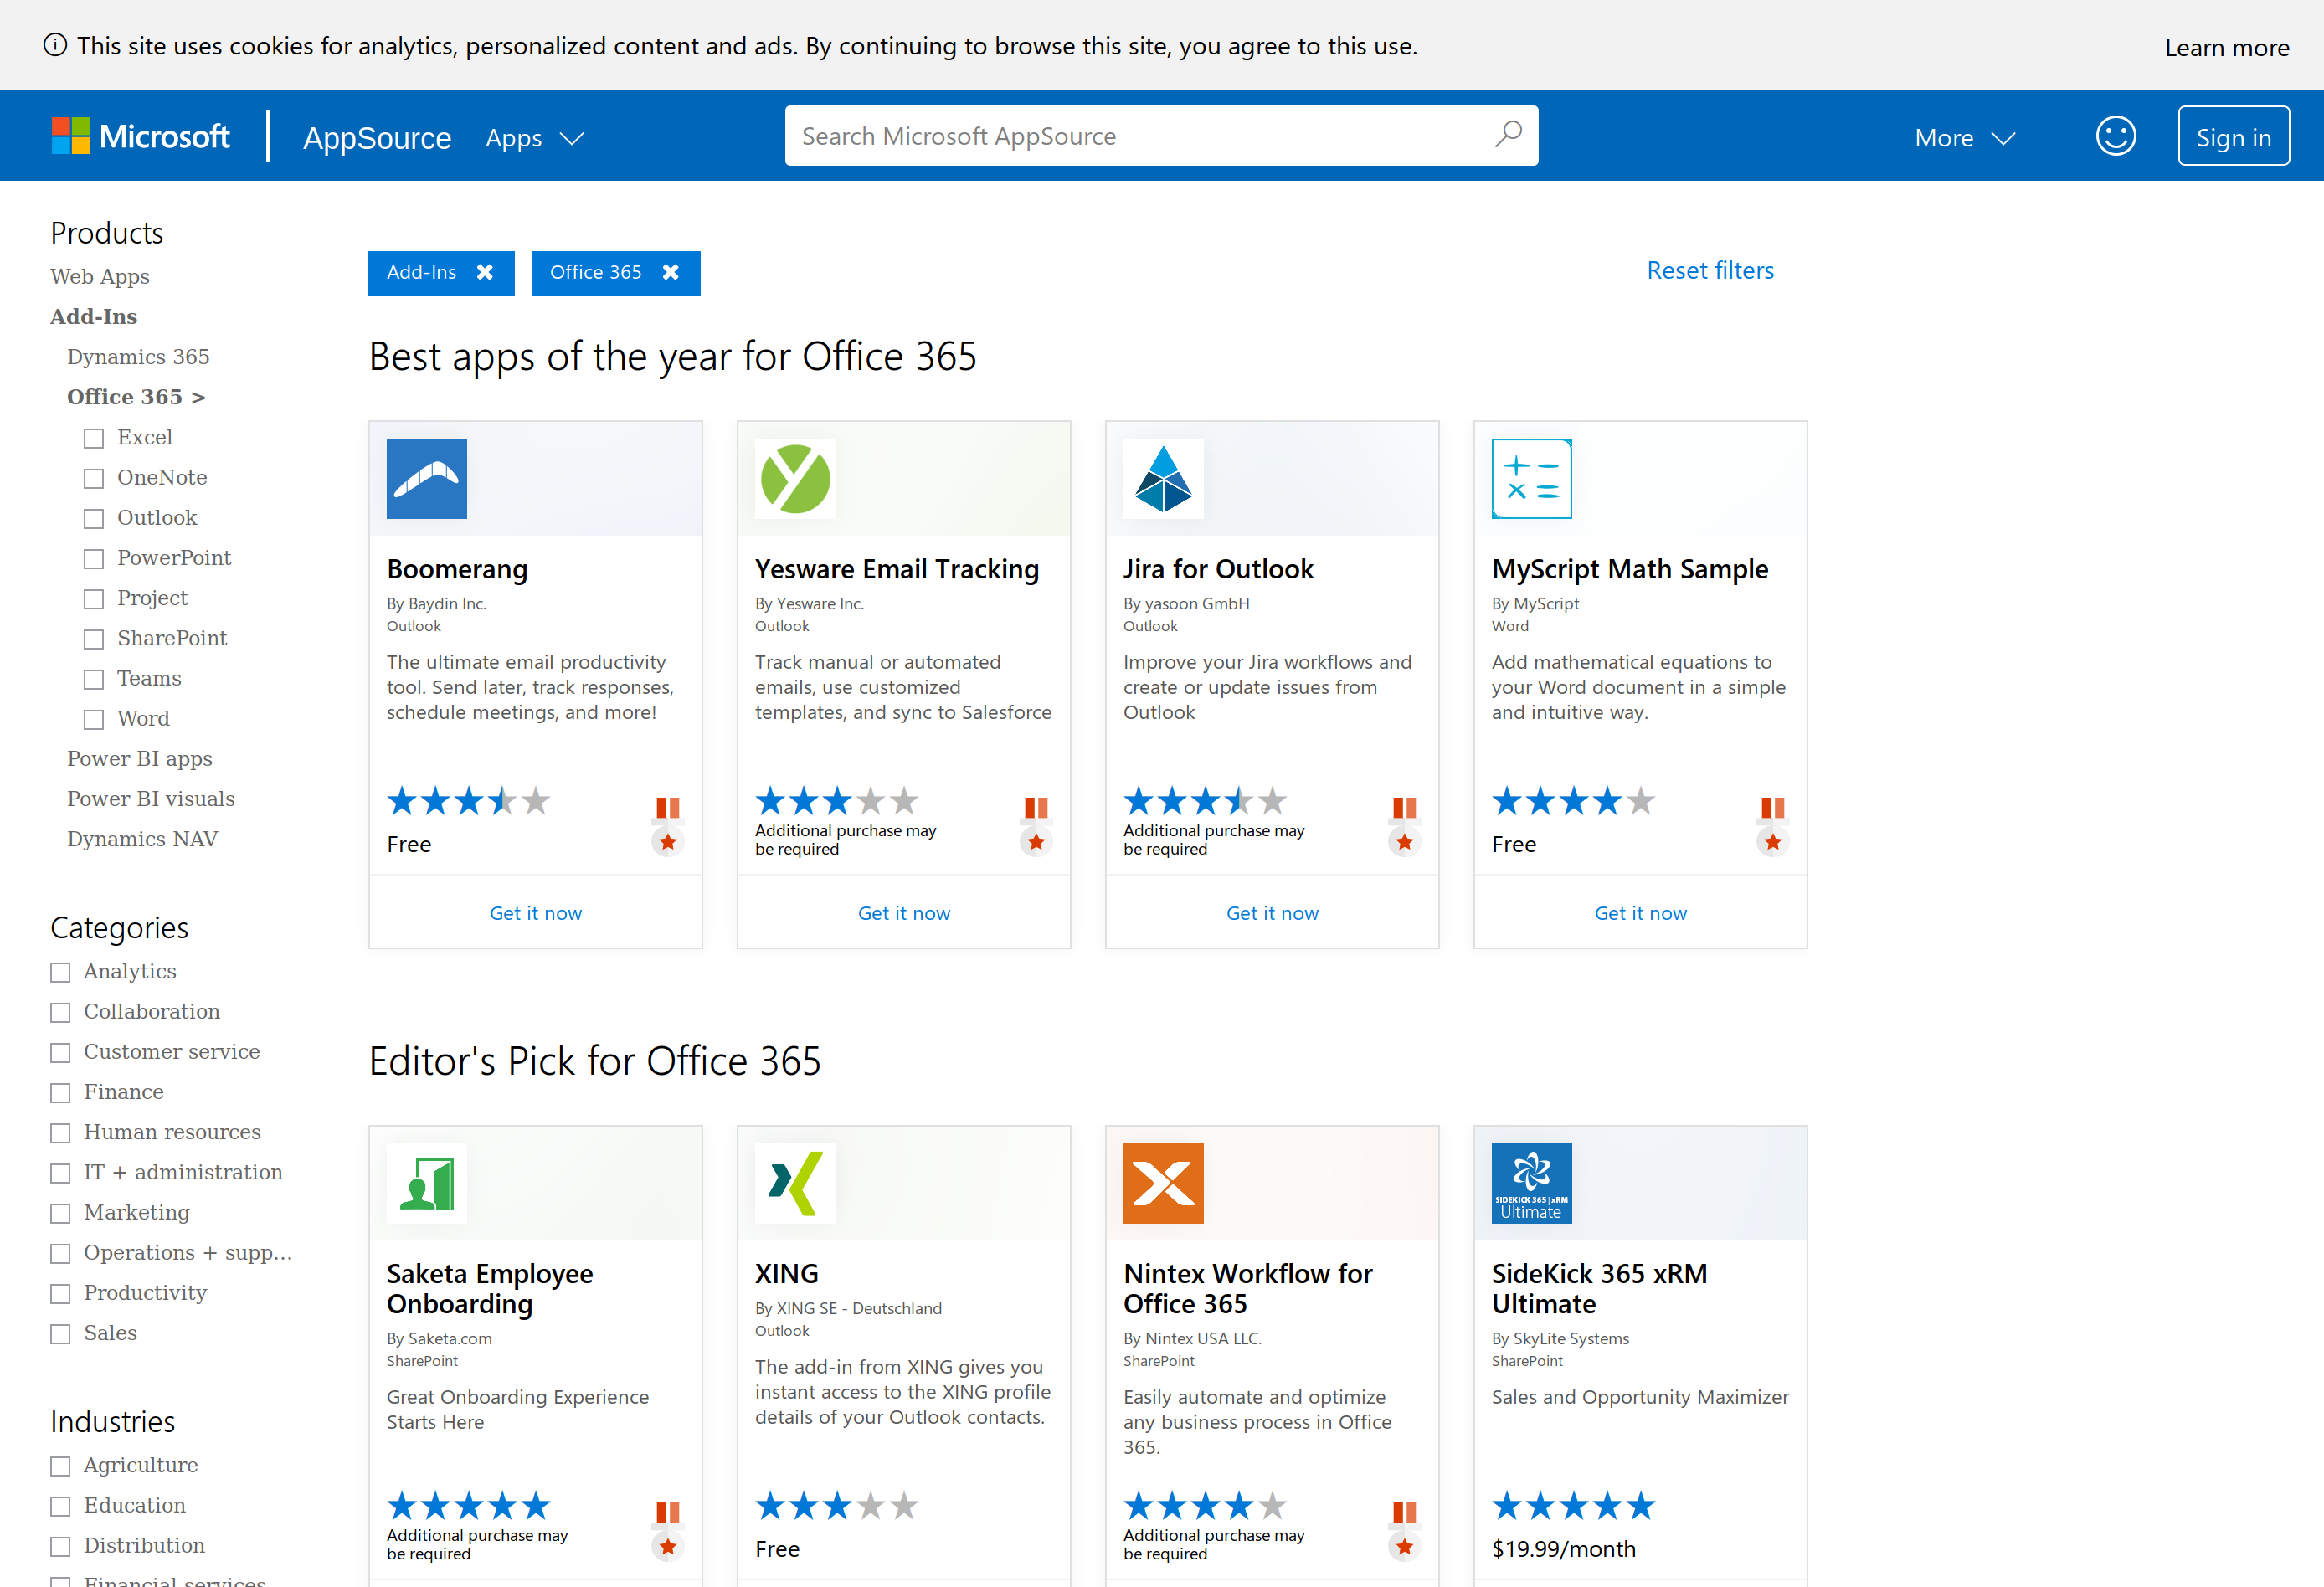 This site uses cookies for analytics, personalized content and ads. By continuing to browse this site, you agree to this use.
Learn more
Microsoft
AppSource
Apps
Search Microsoft AppSource
More
Sign in
Products
Web Apps
Add-Ins
Dynamics 365
Office 365 >
Excel
OneNote
Outlook
PowerPoint
Project
SharePoint
Teams
Word
Power BI apps
Power BI visuals
Dynamics NAV
Categories
Analytics
Collaboration
Customer service
Finance
Human resources
IT + administration
Marketing
Operations + supp...
Productivity
Sales
Industries
Agriculture
Education
Distribution
Financial services
Add-Ins
Office 365
Reset filters
Best apps of the year for Office 365
Boomerang
By Baydin Inc.
Outlook
The ultimate email productivity
tool. Send later, track responses,
schedule meetings, and more!
Free
Get it now
Yesware Email Tracking
By Yesware Inc.
Outlook
Track manual or automated
emails, use customized
templates, and sync to Salesforce
Additional purchase may
be required
Get it now
Jira for Outlook
By yasoon GmbH
Outlook
Improve your Jira workflows and
create or update issues from
Outlook
Additional purchase may
be required
Get it now
MyScript Math Sample
By MyScript
Word
Add mathematical equations to
your Word document in a simple
and intuitive way.
Free
Get it now
Editor's Pick for Office 365
Saketa Employee
Onboarding
By Saketa.com
SharePoint
Great Onboarding Experience
Starts Here
Additional purchase may
be required
XING
By XING SE - Deutschland
Outlook
The add-in from XING gives you
instant access to the XING profile
details of your Outlook contacts.
Free
Nintex Workflow for
Office 365
By Nintex USA LLC.
SharePoint
Easily automate and optimize
any business process in Office
365.
Additional purchase may
be required
SIDEKICK 365 | xRM
Ultimate
SideKick 365 xRM
Ultimate
By SkyLite Systems
SharePoint
Sales and Opportunity Maximizer
$19.99/month